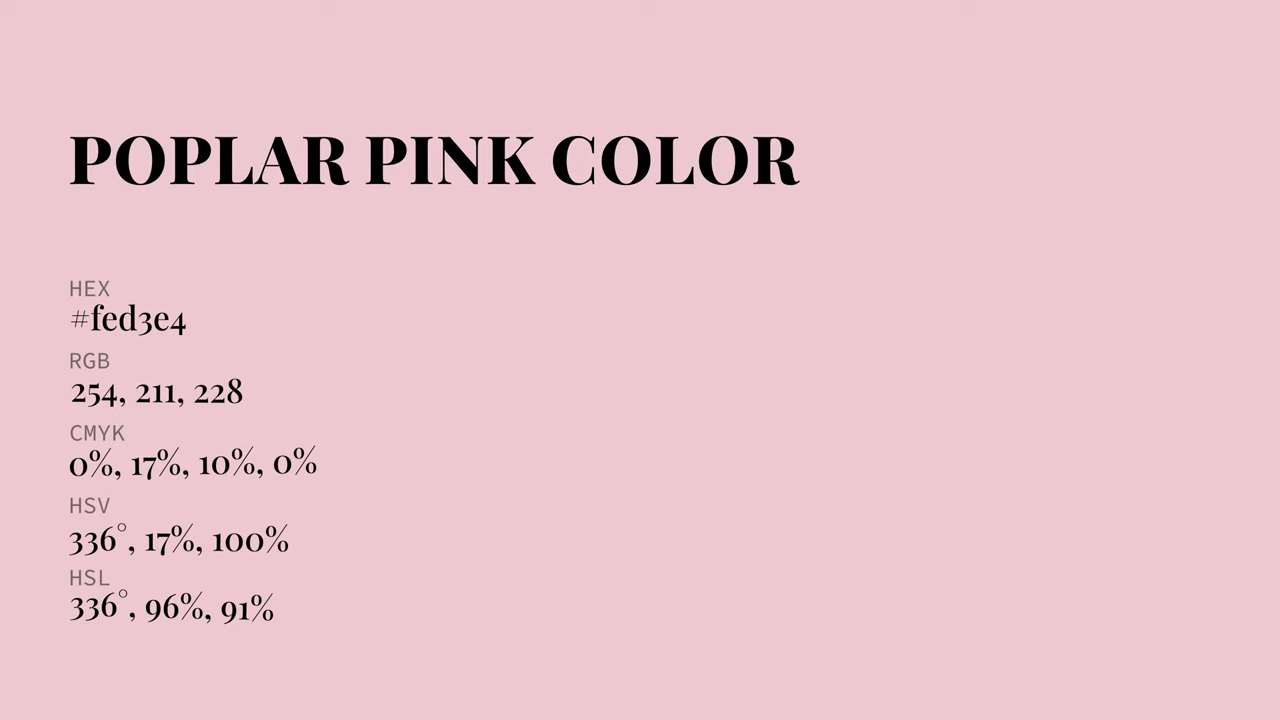 POPLAR PINK COLOR
HEX
#fed3e4
RGB
254, 211, 228
CMYK
0%, 17%, 10%, 0%
HSV
336°, 17%, 100%
HSL
336°, 96%, 91%